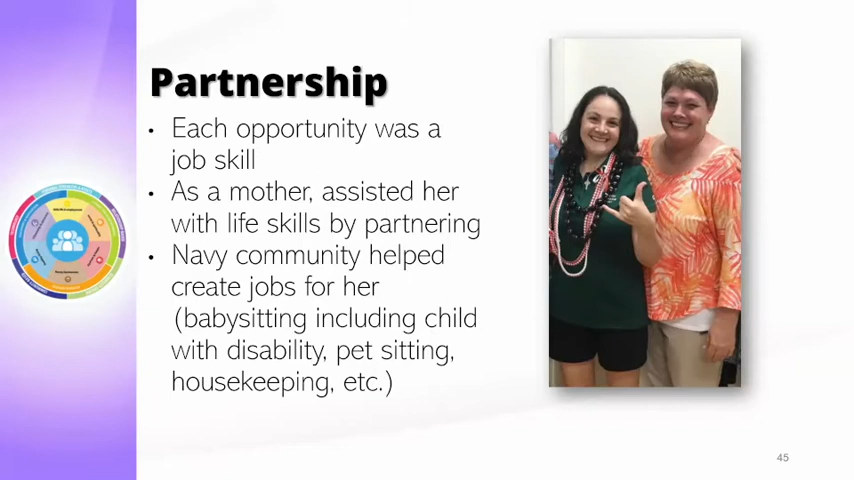 Partnership
• Each opportunity was a
job skill
• As a mother, assisted her
with life skills by partnering
• Navy community helped
create jobs for her
(babysitting including child
with disability, pet sitting,
housekeeping, etc.)
45